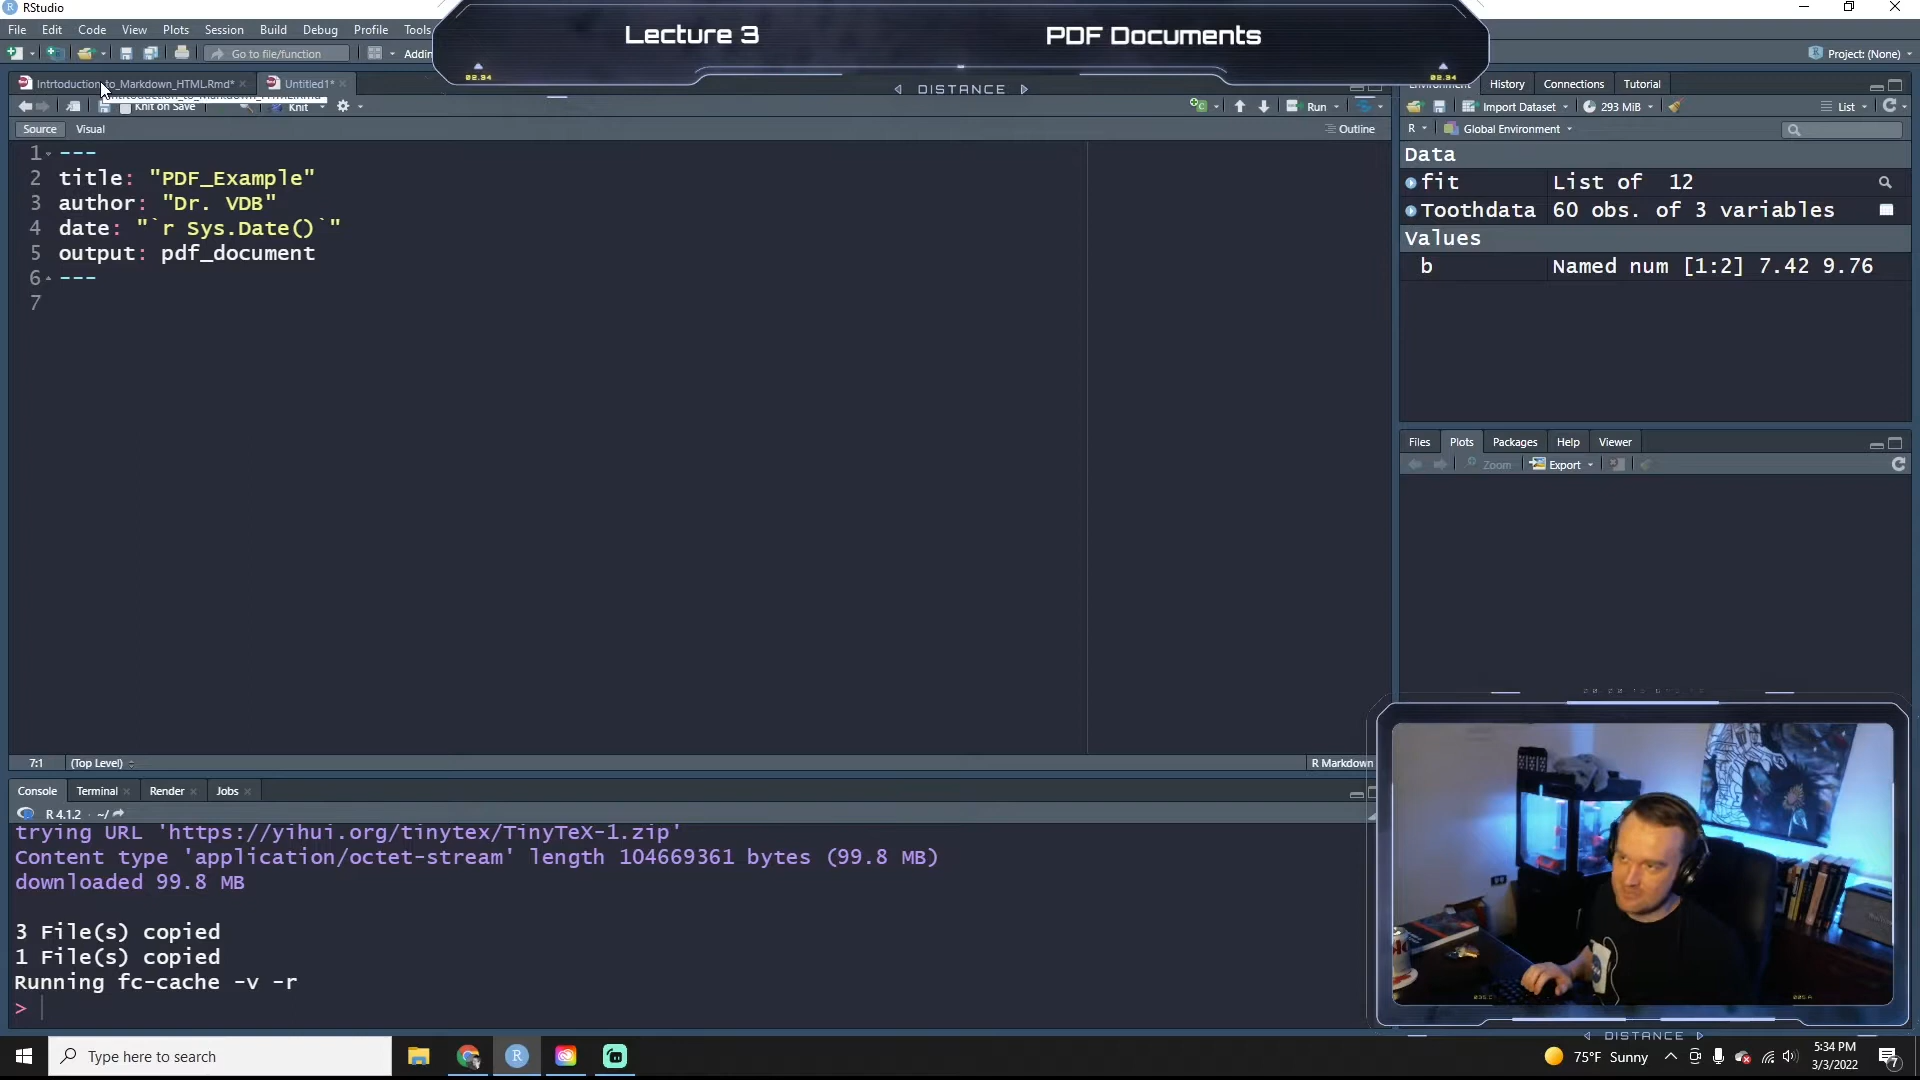 RStudio
File Edit Code View Plots Session Build Debug Profile Tools
Lecture 3 PDF Documents
02.34 02.34
DISTANCE
Go to file/function Addin
Project: (None)
Intrtoduction_to_Markdown_HTML.Rmd* Untitled1*
Knit on Save Knit Run
Source Visual Outline
1 ---
2 title: "PDF_Example"
3 author: "Dr. VDB"
4 date: "`r Sys.Date()`"
5 output: pdf_document
6 ---
7
7:1 (Top Level) R Markdown
History Connections Tutorial
Import Dataset 293 MiB List
R Global Environment
Data
fit List of 12
Toothdata 60 obs. of 3 variables
Values
b Named num [1:2] 7.42 9.76
Files Plots Packages Help Viewer
Zoom Export
Console Terminal Render Jobs
R 4.1.2 · ~/
trying URL 'https://yihui.org/tinytex/TinyTeX-1.zip'
Content type 'application/octet-stream' length 104669361 bytes (99.8 MB)
downloaded 99.8 MB
3 File(s) copied
1 File(s) copied
Running fc-cache -v -r
>
DISTANCE
Type here to search
R
75°F Sunny
5:34 PM
3/3/2022
7